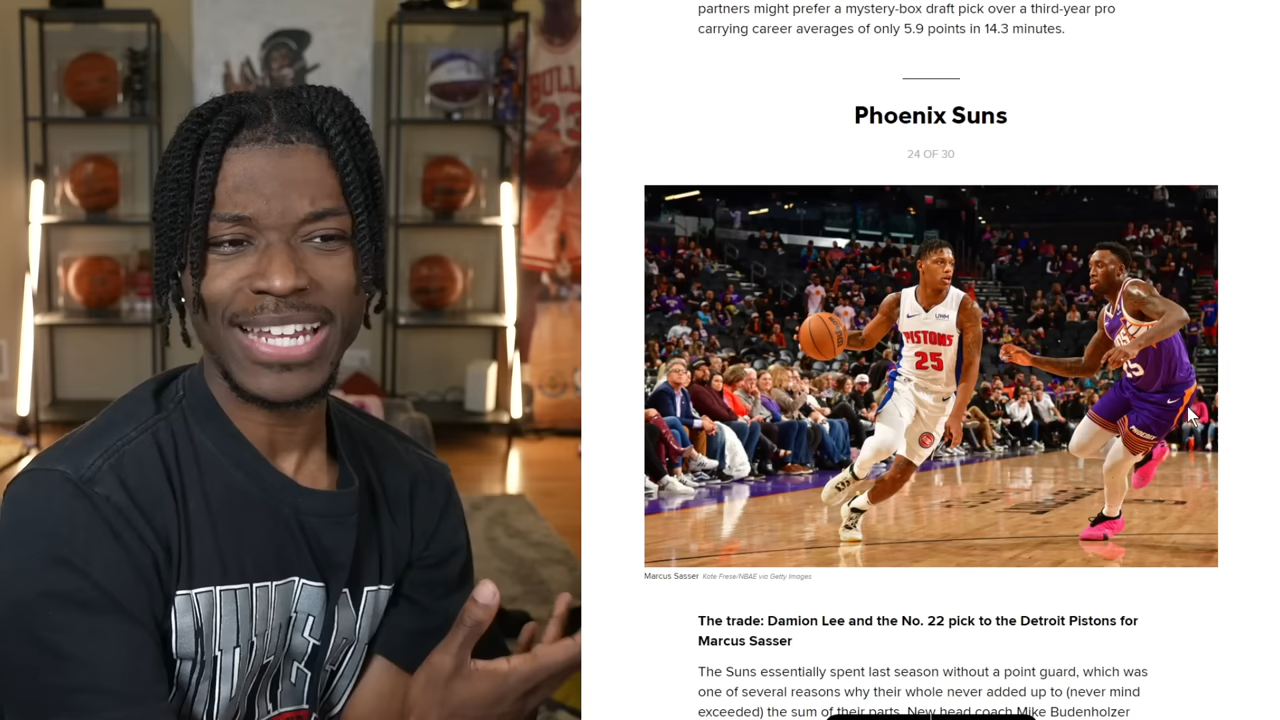 partners might prefer a mystery-box draft pick over a third-year pro
carrying career averages of only 5.9 points in 14.3 minutes.
Phoenix Suns
24 OF 30
BULLS
23
PISTONS
25
UWM
PHOENIX
Marcus Sasser Kate Frese/NBAE via Getty Images
The trade: Damion Lee and the No. 22 pick to the Detroit Pistons for
Marcus Sasser
The Suns essentially spent last season without a point guard, which was
one of several reasons why their whole never added up to (never mind
exceeded) the sum of their parts. New head coach Mike Budenholzer